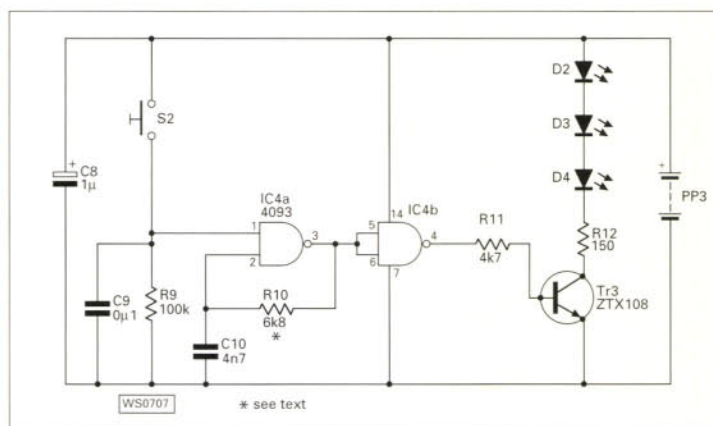 D2
S2
D3
+
C8
1µ
IC4a
4093
IC4b
D4
+
PP3
1
2
3
5
6
14
4
7
R11
4k7
R12
150
C9
0µ1
R9
100k
R10
6k8
*
C10
4n7
Tr3
ZTX108
WS0707
* see text